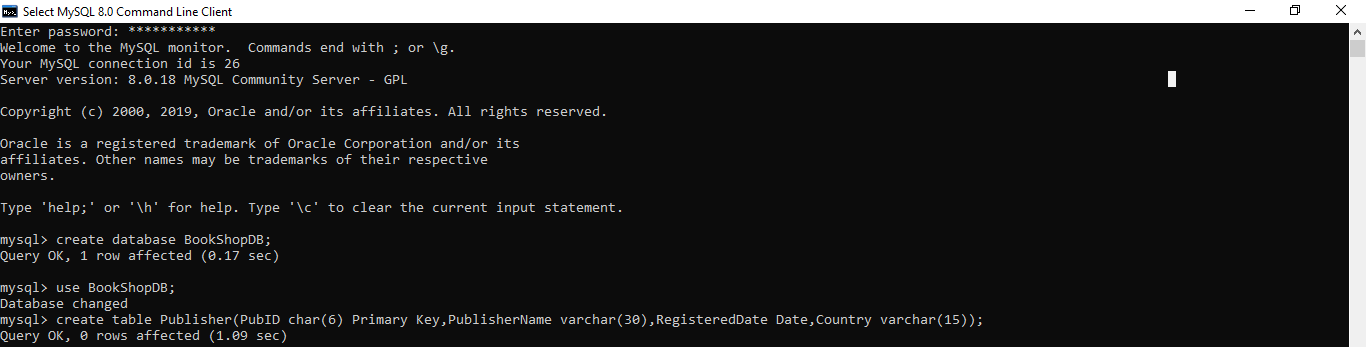 Select MySQL 8.0 Command Line Client
Enter password: ***********
Welcome to the MySQL monitor.  Commands end with ; or \g.
Your MySQL connection id is 26
Server version: 8.0.18 MySQL Community Server - GPL
Copyright (c) 2000, 2019, Oracle and/or its affiliates. All rights reserved.
Oracle is a registered trademark of Oracle Corporation and/or its
affiliates. Other names may be trademarks of their respective
owners.
Type 'help;' or '\h' for help. Type '\c' to clear the current input statement.
mysql> create database BookShopDB;
Query OK, 1 row affected (0.17 sec)
mysql> use BookShopDB;
Database changed
mysql> create table Publisher(PubID char(6) Primary Key,PublisherName varchar(30),RegisteredDate Date,Country varchar(15));
Query OK, 0 rows affected (1.09 sec)